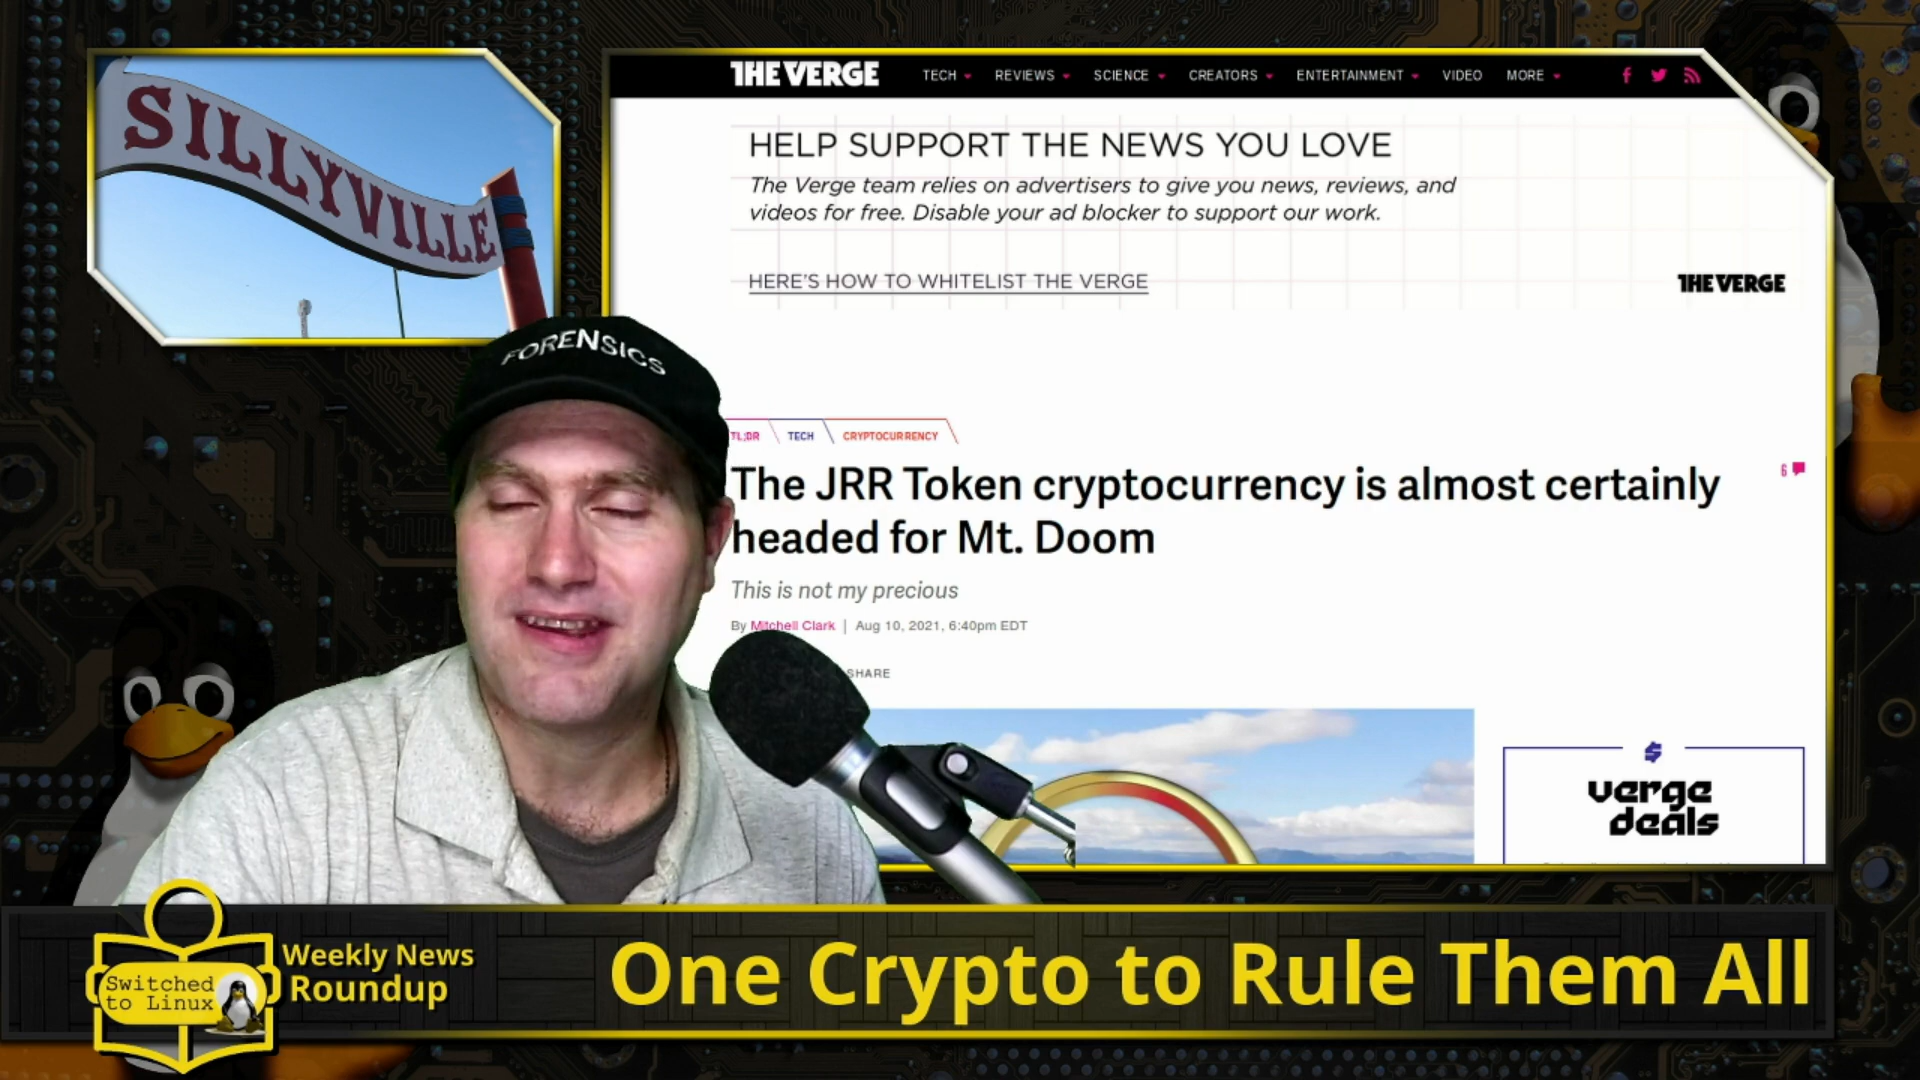 SILLYVILLE
THE VERGE
TECH REVIEWS SCIENCE CREATORS ENTERTAINMENT VIDEO MORE
HELP SUPPORT THE NEWS YOU LOVE
The Verge team relies on advertisers to give you news, reviews, and
videos for free. Disable your ad blocker to support our work.
HERE'S HOW TO WHITELIST THE VERGE
THE VERGE
FORENSICS
TL;DR TECH CRYPTOCURRENCY
The JRR Token cryptocurrency is almost certainly
headed for Mt. Doom
6
This is not my precious
By Mitchell Clark | Aug 10, 2021, 6:40pm EDT
SHARE
$
verge
deals
Switched
to Linux
Weekly News
Roundup
One Crypto to Rule Them All